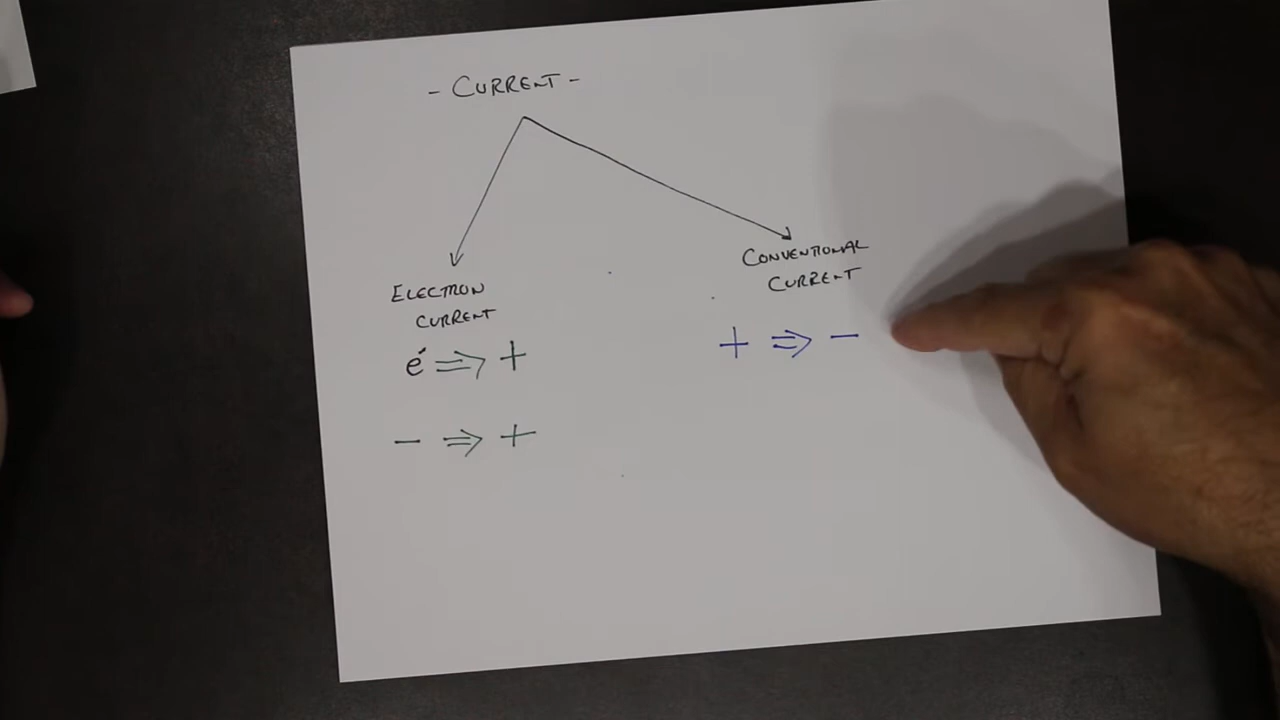 - CURRENT -
ELECTRON
CURRENT
e⁻ ⇒ +
- ⇒ +
CONVENTIONAL
CURRENT
+ ⇒ -